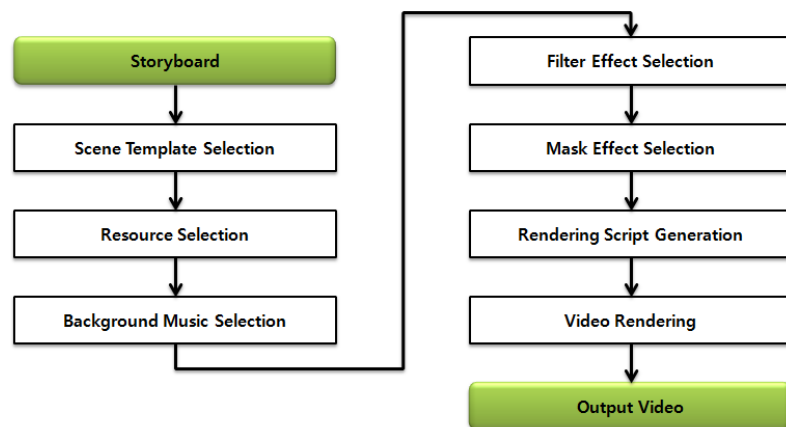 Storyboard
Scene Template Selection
Resource Selection
Background Music Selection
Filter Effect Selection
Mask Effect Selection
Rendering Script Generation
Video Rendering
Output Video